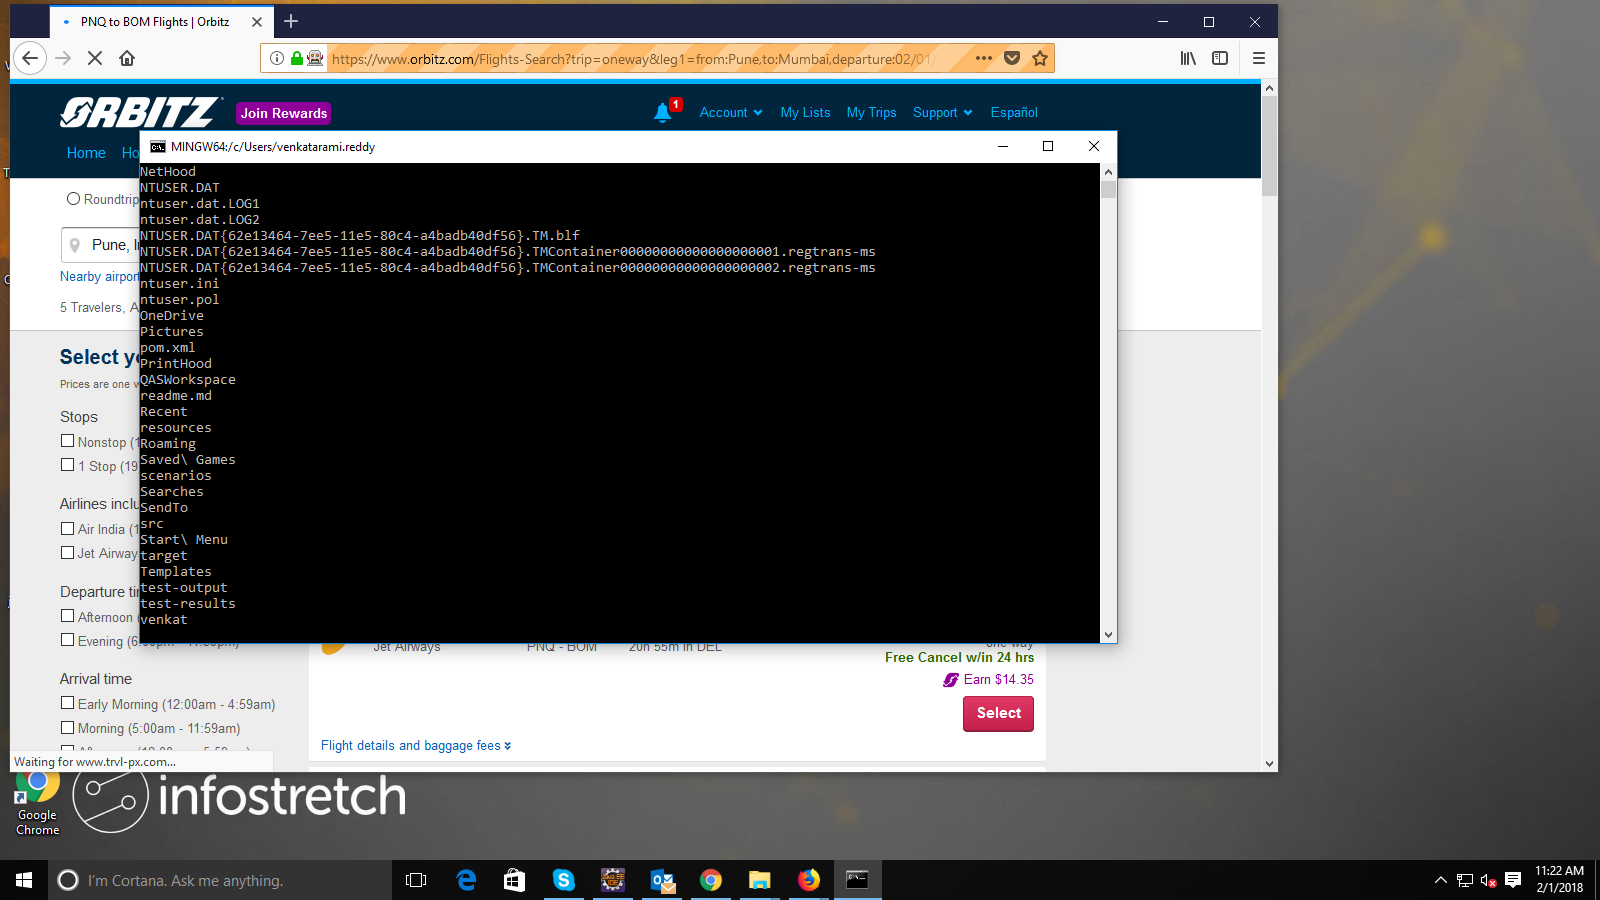 PNQ to BOM Flights | Orbitz
https://www.orbitz.com/Flights-Search?trip=oneway&leg1=from:Pune,to:Mumbai,departure:02/01/
ORBITZ
Join Rewards
1
Account
My Lists
My Trips
Support
Español
Home
Ho
MINGW64:/c/Users/venkatarami.reddy
NetHood
NTUSER.DAT
ntuser.dat.LOG1
ntuser.dat.LOG2
NTUSER.DAT{62e13464-7ee5-11e5-80c4-a4badb40df56}.TM.blf
NTUSER.DAT{62e13464-7ee5-11e5-80c4-a4badb40df56}.TMContainer00000000000000000001.regtrans-ms
NTUSER.DAT{62e13464-7ee5-11e5-80c4-a4badb40df56}.TMContainer00000000000000000002.regtrans-ms
ntuser.ini
ntuser.pol
OneDrive
Pictures
pom.xml
PrintHood
QASWorkspace
readme.md
Recent
resources
Roaming
Saved\ Games
scenarios
Searches
SendTo
src
Start\ Menu
target
Templates
test-output
test-results
venkat
Roundtrip
Pune, I
Nearby airport
5 Travelers, A
Select y
Prices are one w
Stops
Nonstop (1
1 Stop (19
Airlines inclu
Air India (1
Jet Airway
Departure ti
Afternoon
Evening (6:00pm - 11:59pm)
Arrival time
Early Morning (12:00am - 4:59am)
Morning (5:00am - 11:59am)
Jet Airways
PNQ - BOM
20h 55m in DEL
one way
Free Cancel w/in 24 hrs
Earn $14.35
Select
Flight details and baggage fees
Waiting for www.trvl-px.com...
Google
Chrome
infostretch
I'm Cortana. Ask me anything.
11:22 AM
2/1/2018